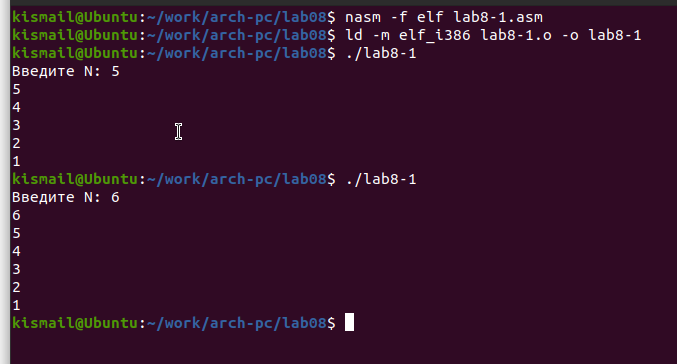 kismail@Ubuntu:~/work/arch-pc/lab08$ nasm -f elf lab8-1.asm
kismail@Ubuntu:~/work/arch-pc/lab08$ ld -m elf_i386 lab8-1.o -o lab8-1
kismail@Ubuntu:~/work/arch-pc/lab08$ ./lab8-1
Введите N: 5
5
4
3
2
1
kismail@Ubuntu:~/work/arch-pc/lab08$ ./lab8-1
Введите N: 6
6
5
4
3
2
1
kismail@Ubuntu:~/work/arch-pc/lab08$